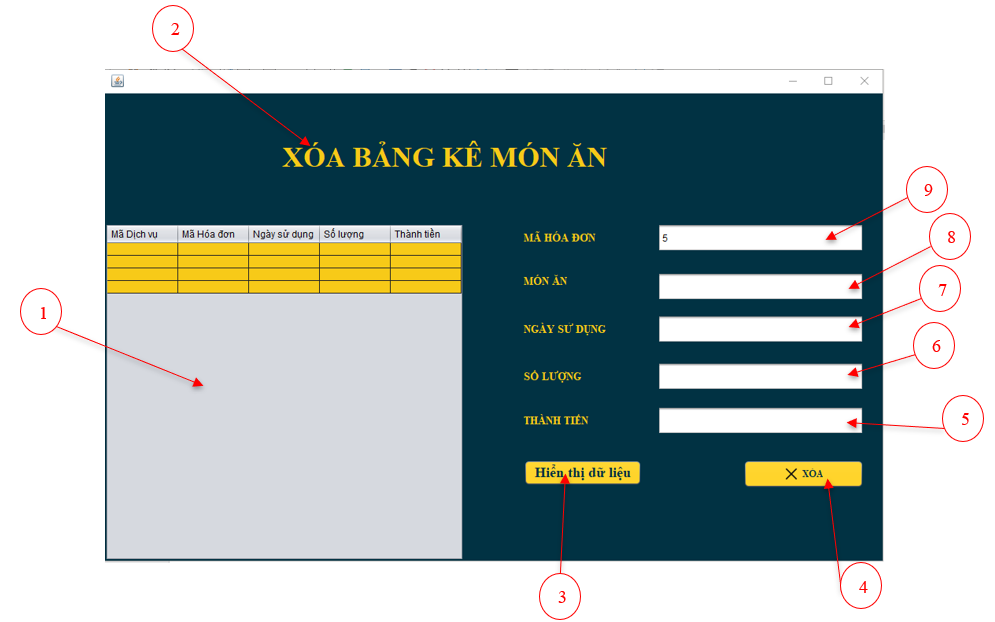 2
XÓA BẢNG KÊ MÓN ĂN
9
Mã Dịch vụ Mã Hóa đơn Ngày sử dụng Số lượng Thành tiền
MÃ HÓA ĐƠN 5
8
MÓN ĂN
7
1
NGÀY SỬ DỤNG
6
SỐ LƯỢNG
5
THÀNH TIỀN
Hiển thị dữ liệu
XÓA
3
4